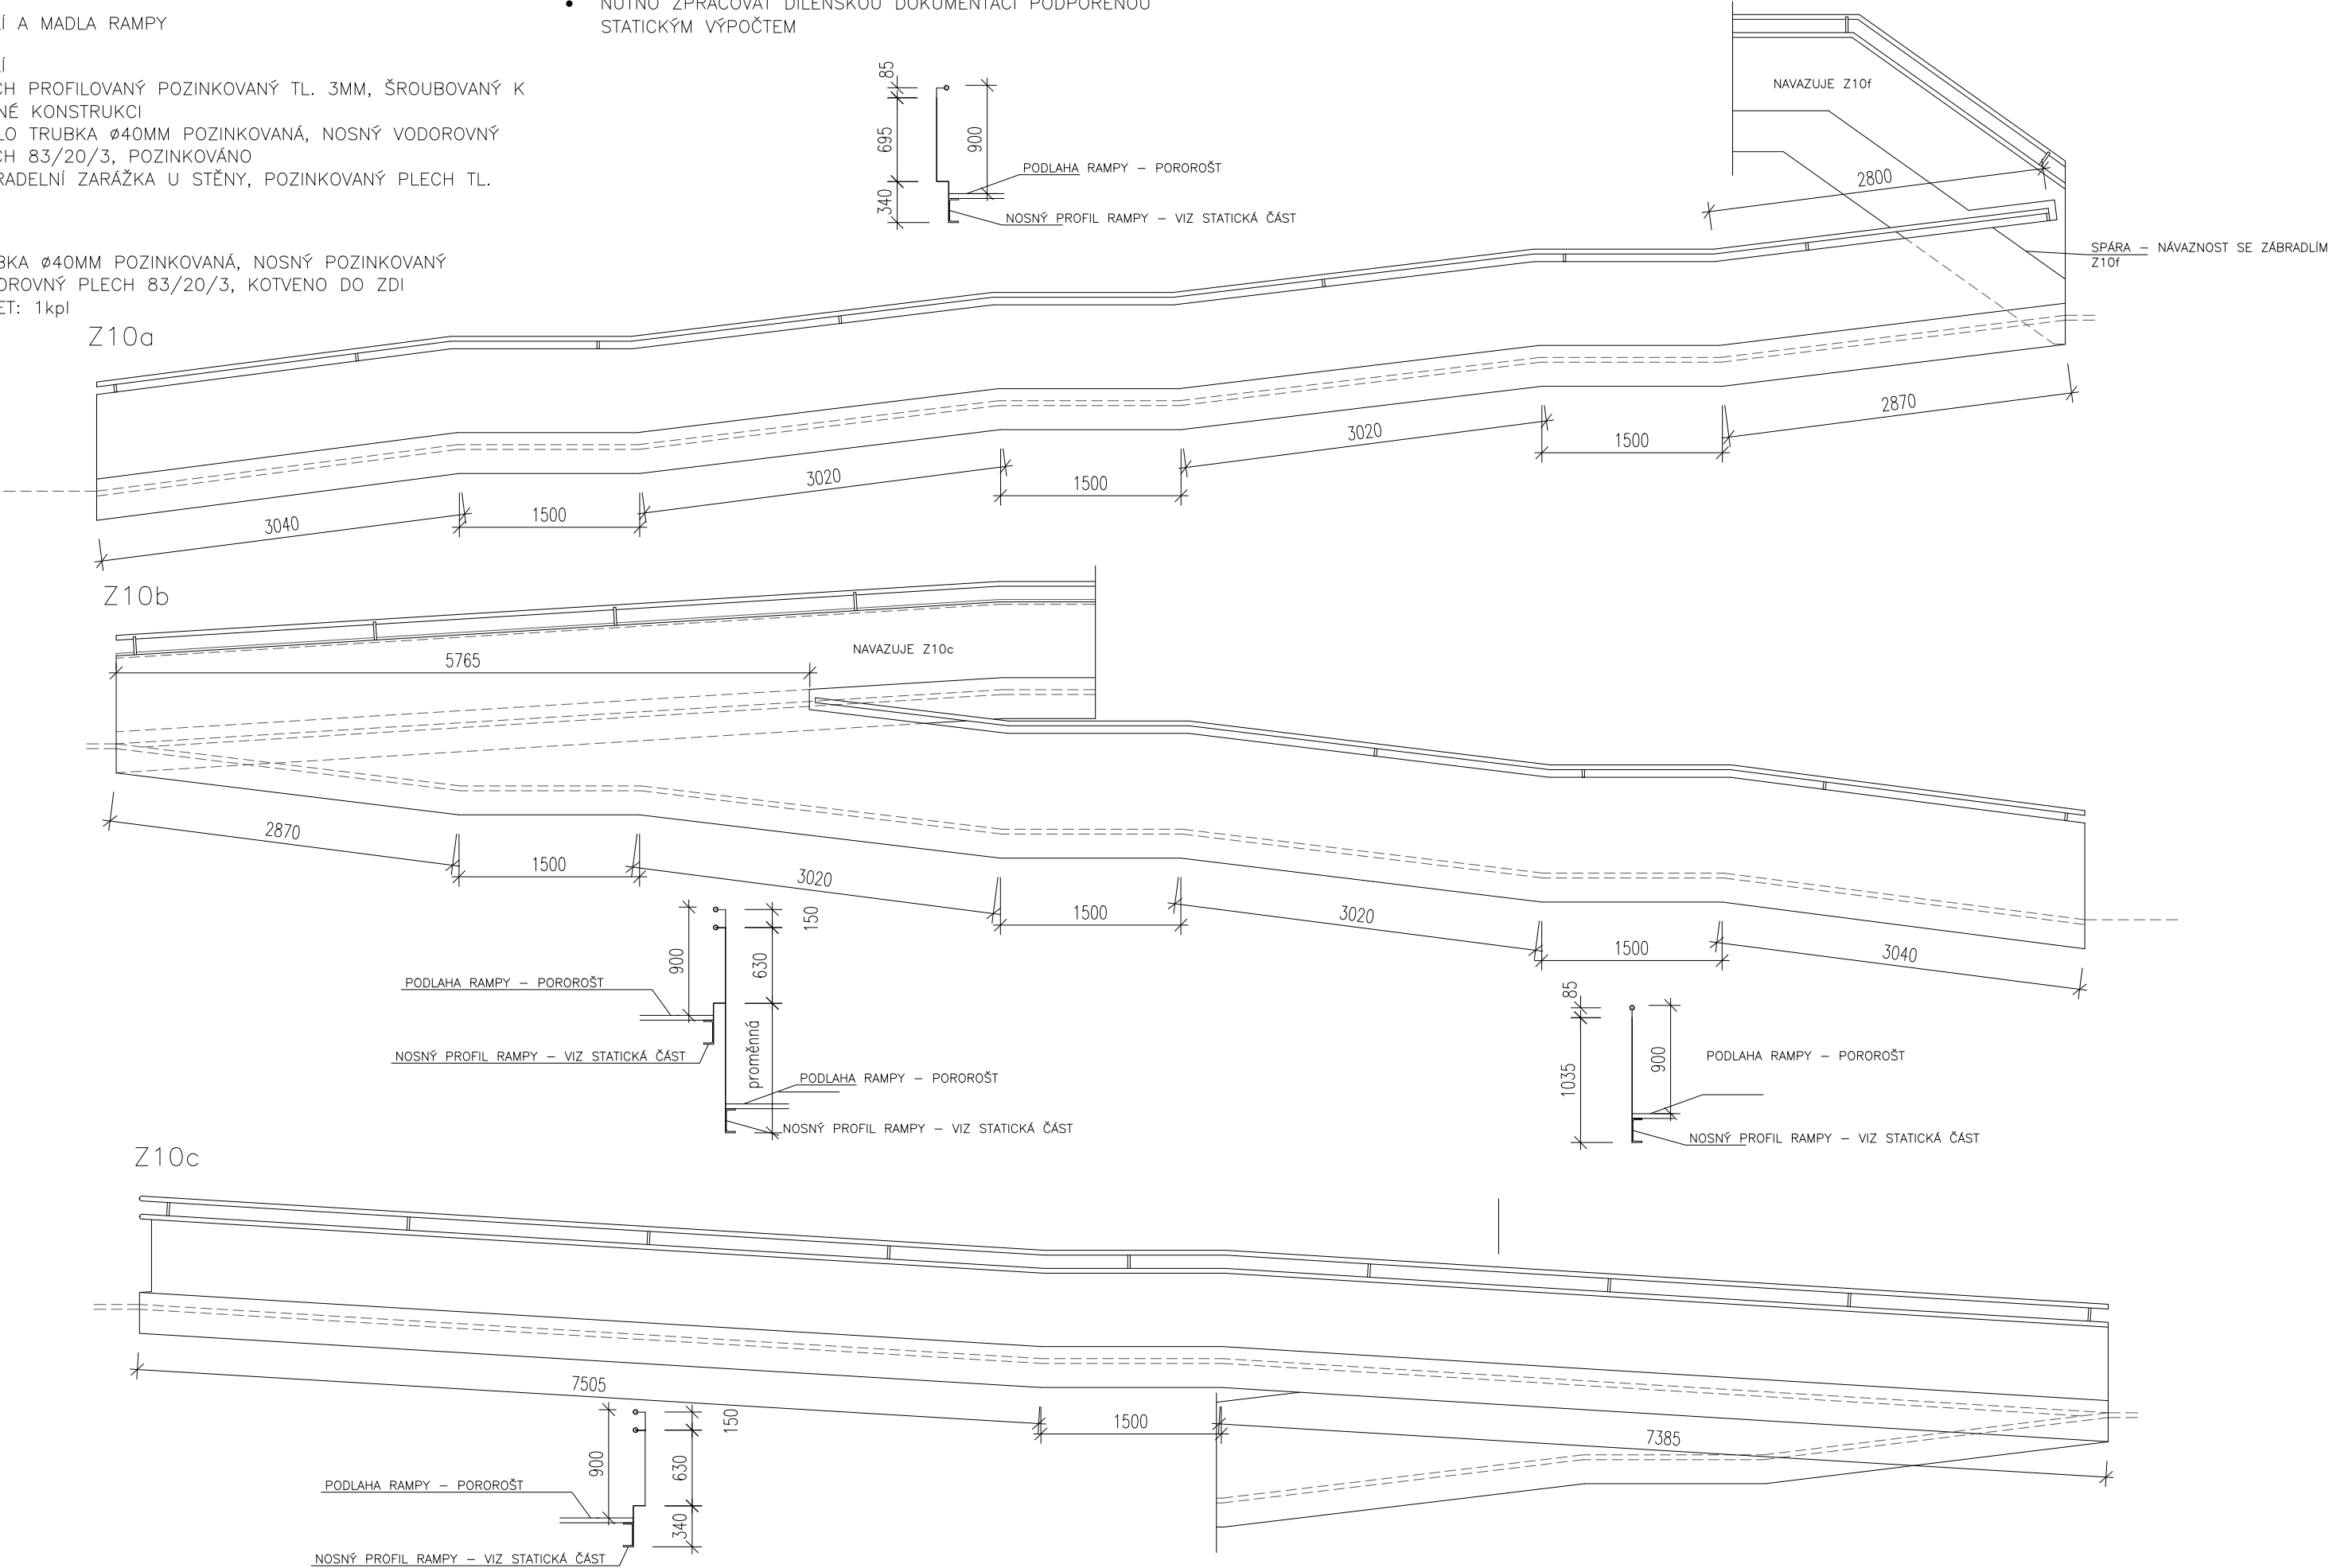 Í A MADLA RAMPY
Í
CH PROFILOVANÝ POZINKOVANÝ TL. 3MM, ŠROUBOVANÝ K
NÉ KONSTRUKCI
LO TRUBKA ø40MM POZINKOVANÁ, NOSNÝ VODOROVNÝ
CH 83/20/3, POZINKOVÁNO
RADELNÍ ZARÁŽKA U STĚNY, POZINKOVANÝ PLECH TL.
BKA ø40MM POZINKOVANÁ, NOSNÝ POZINKOVANÝ
OROVNÝ PLECH 83/20/3, KOTVENO DO ZDI
ET: 1kpl
• NUTNO ZPRACOVAT DÍLENSKOU DOKUMENTACI PODPOŘENOU
STATICKÝM VÝPOČTEM
85
695
340
900
PODLAHA RAMPY – POROROŠT
NOSNÝ PROFIL RAMPY – VIZ STATICKÁ ČÁST
NAVAZUJE Z10f
2800
SPÁRA – NÁVAZNOST SE ZÁBRADLÍM
Z10f
Z10a
3040
1500
3020
1500
3020
1500
2870
Z10b
5765
NAVAZUJE Z10c
2870
1500
3020
1500
3020
1500
3040
900
150
630
proměnná
PODLAHA RAMPY – POROROŠT
NOSNÝ PROFIL RAMPY – VIZ STATICKÁ ČÁST
PODLAHA RAMPY – POROROŠT
NOSNÝ PROFIL RAMPY – VIZ STATICKÁ ČÁST
85
1035
900
PODLAHA RAMPY – POROROŠT
NOSNÝ PROFIL RAMPY – VIZ STATICKÁ ČÁST
Z10c
7505
1500
7385
900
150
630
340
PODLAHA RAMPY – POROROŠT
NOSNÝ PROFIL RAMPY – VIZ STATICKÁ ČÁST